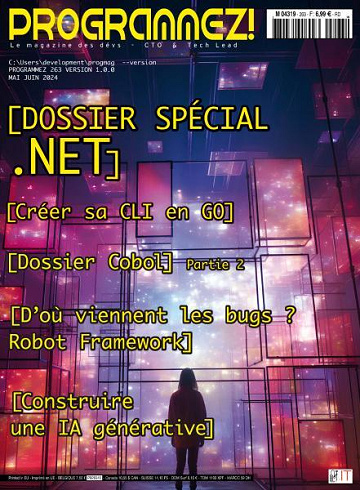 PROGRAMMEZ!
Le magazine des dévs - CTO & Tech Lead
M 04319 - 263 - F: 6,99 € - RD
C:\Users\development\progmag --version
PROGRAMMEZ 263 VERSION 1.0.0
MAI JUIN 2024
[DOSSIER SPÉCIAL
.NET]
[Créer sa CLI en GO]
[Dossier Cobol] Partie 2
[D'où viennent les bugs ?
Robot Framework]
[Construire
une IA générative]